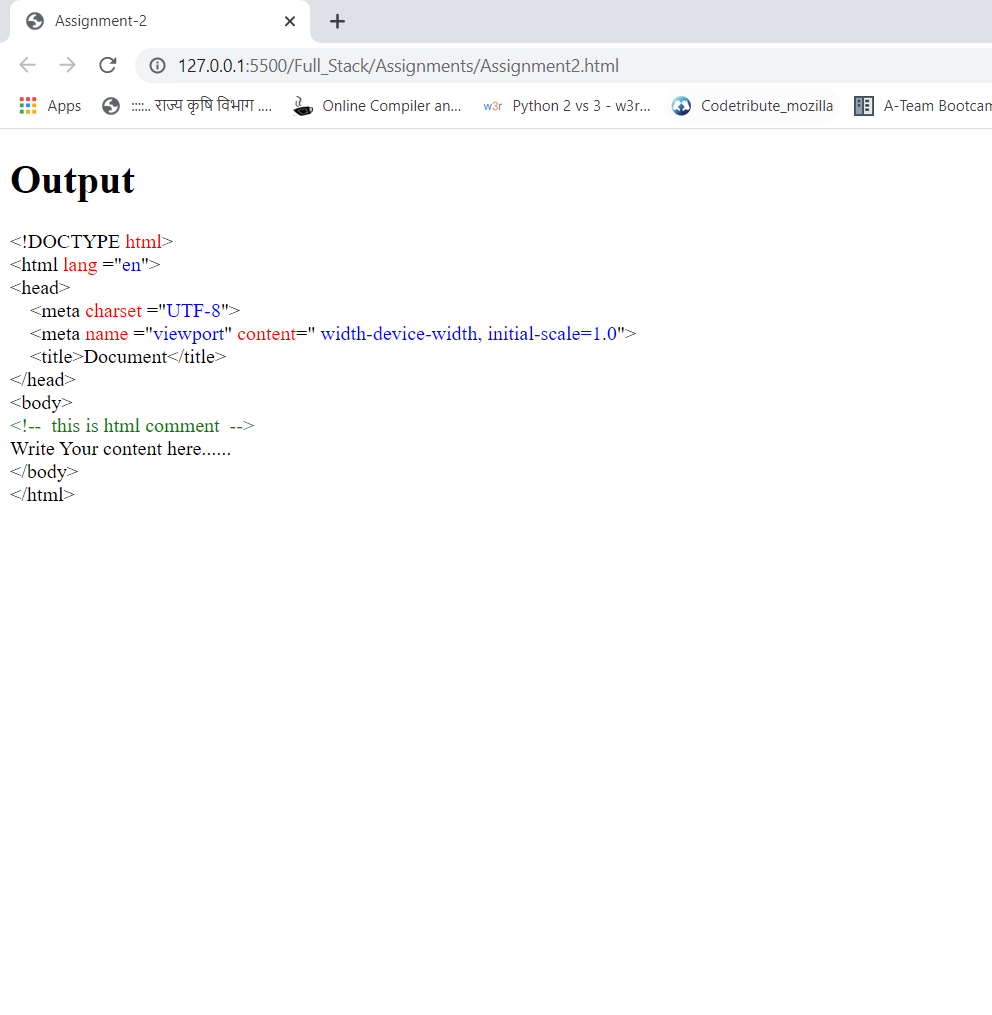 Assignment-2
127.0.0.1:5500/Full_Stack/Assignments/Assignment2.html
Apps ::::.. राज्य कृषि विभाग .... Online Compiler an... w3r Python 2 vs 3 - w3r... Codetribute_mozilla A-Team Bootcam
Output
<!DOCTYPE html>
<html lang ="en">
<head>
    <meta charset ="UTF-8">
    <meta name ="viewport" content=" width-device-width, initial-scale=1.0">
    <title>Document</title>
</head>
<body>
<!--  this is html comment  -->
Write Your content here......
</body>
</html>